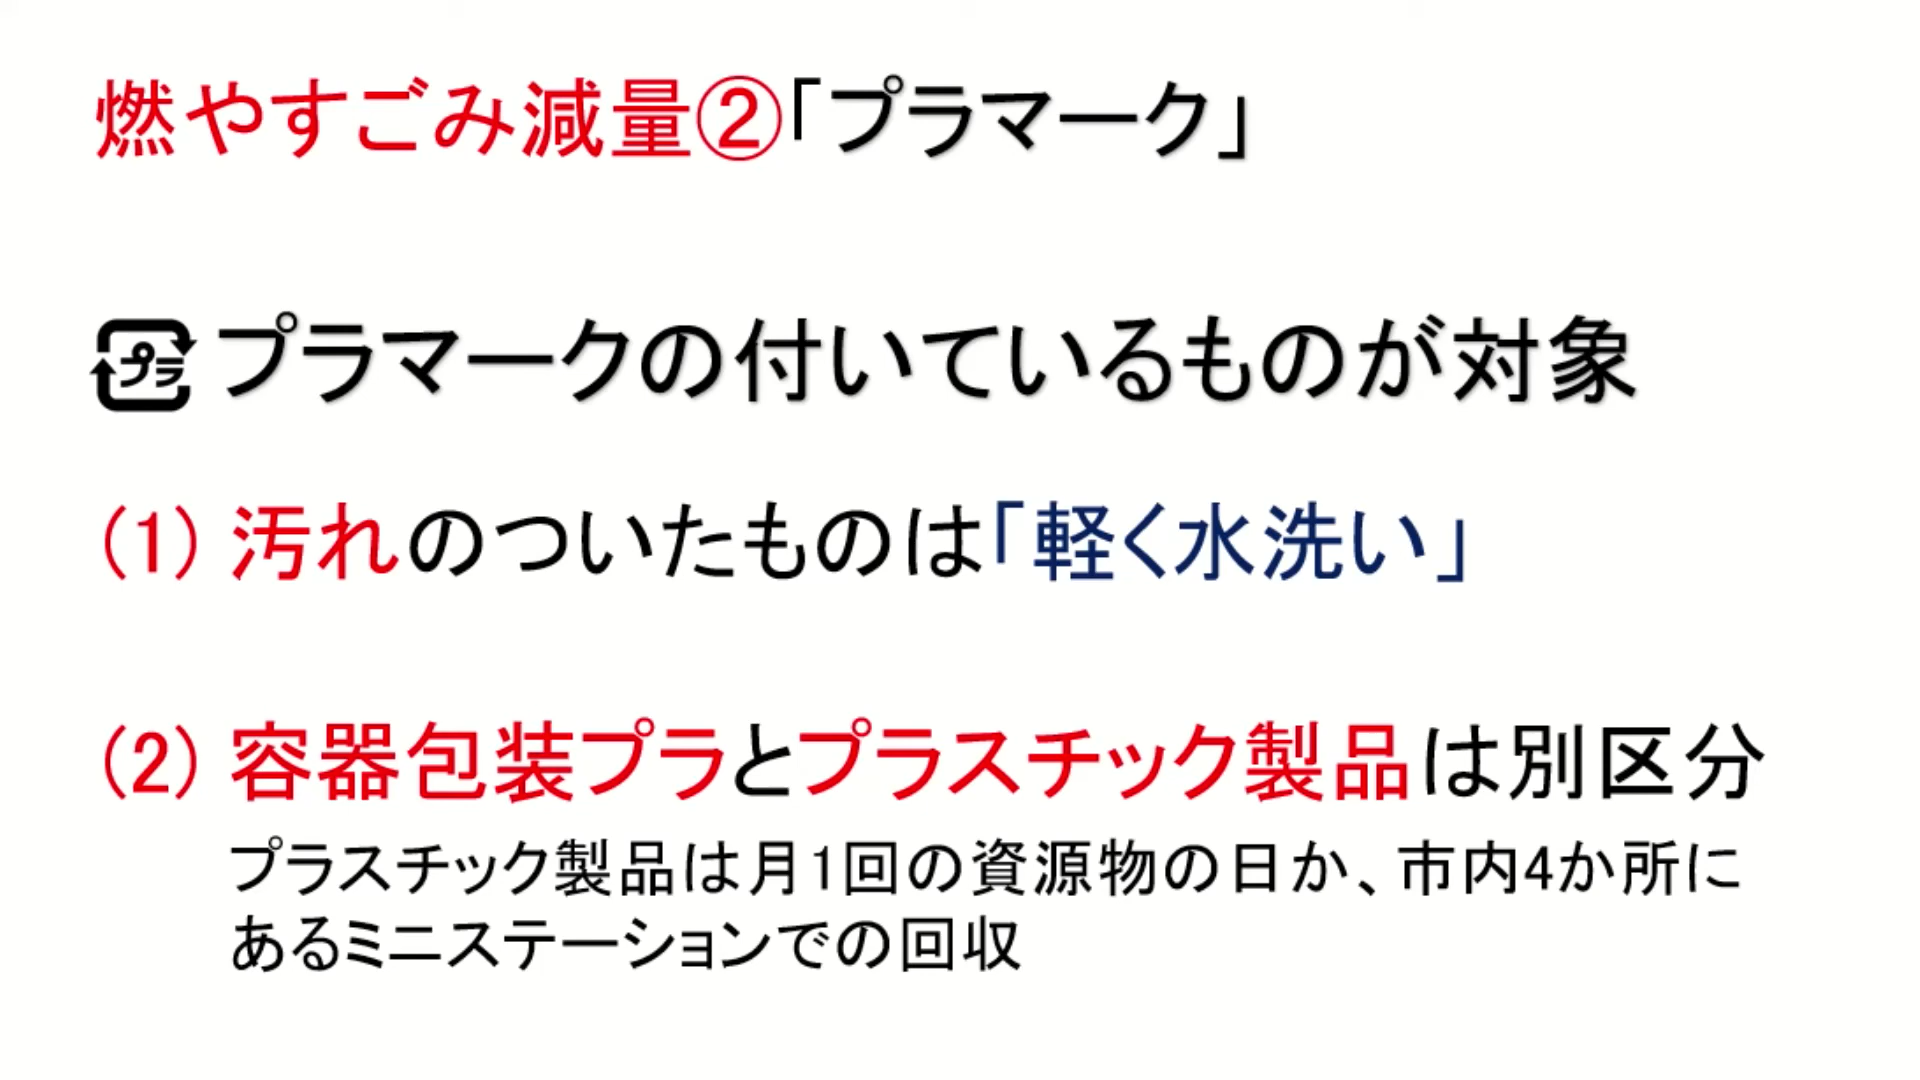 燃やすごみ減量②「プラマーク」
プラ プラマークの付いているものが対象
(1) 汚れのついたものは「軽く水洗い」
(2) 容器包装プラとプラスチック製品は別区分
プラスチック製品は月1回の資源物の日か、市内4か所に
あるミニステーションでの回収